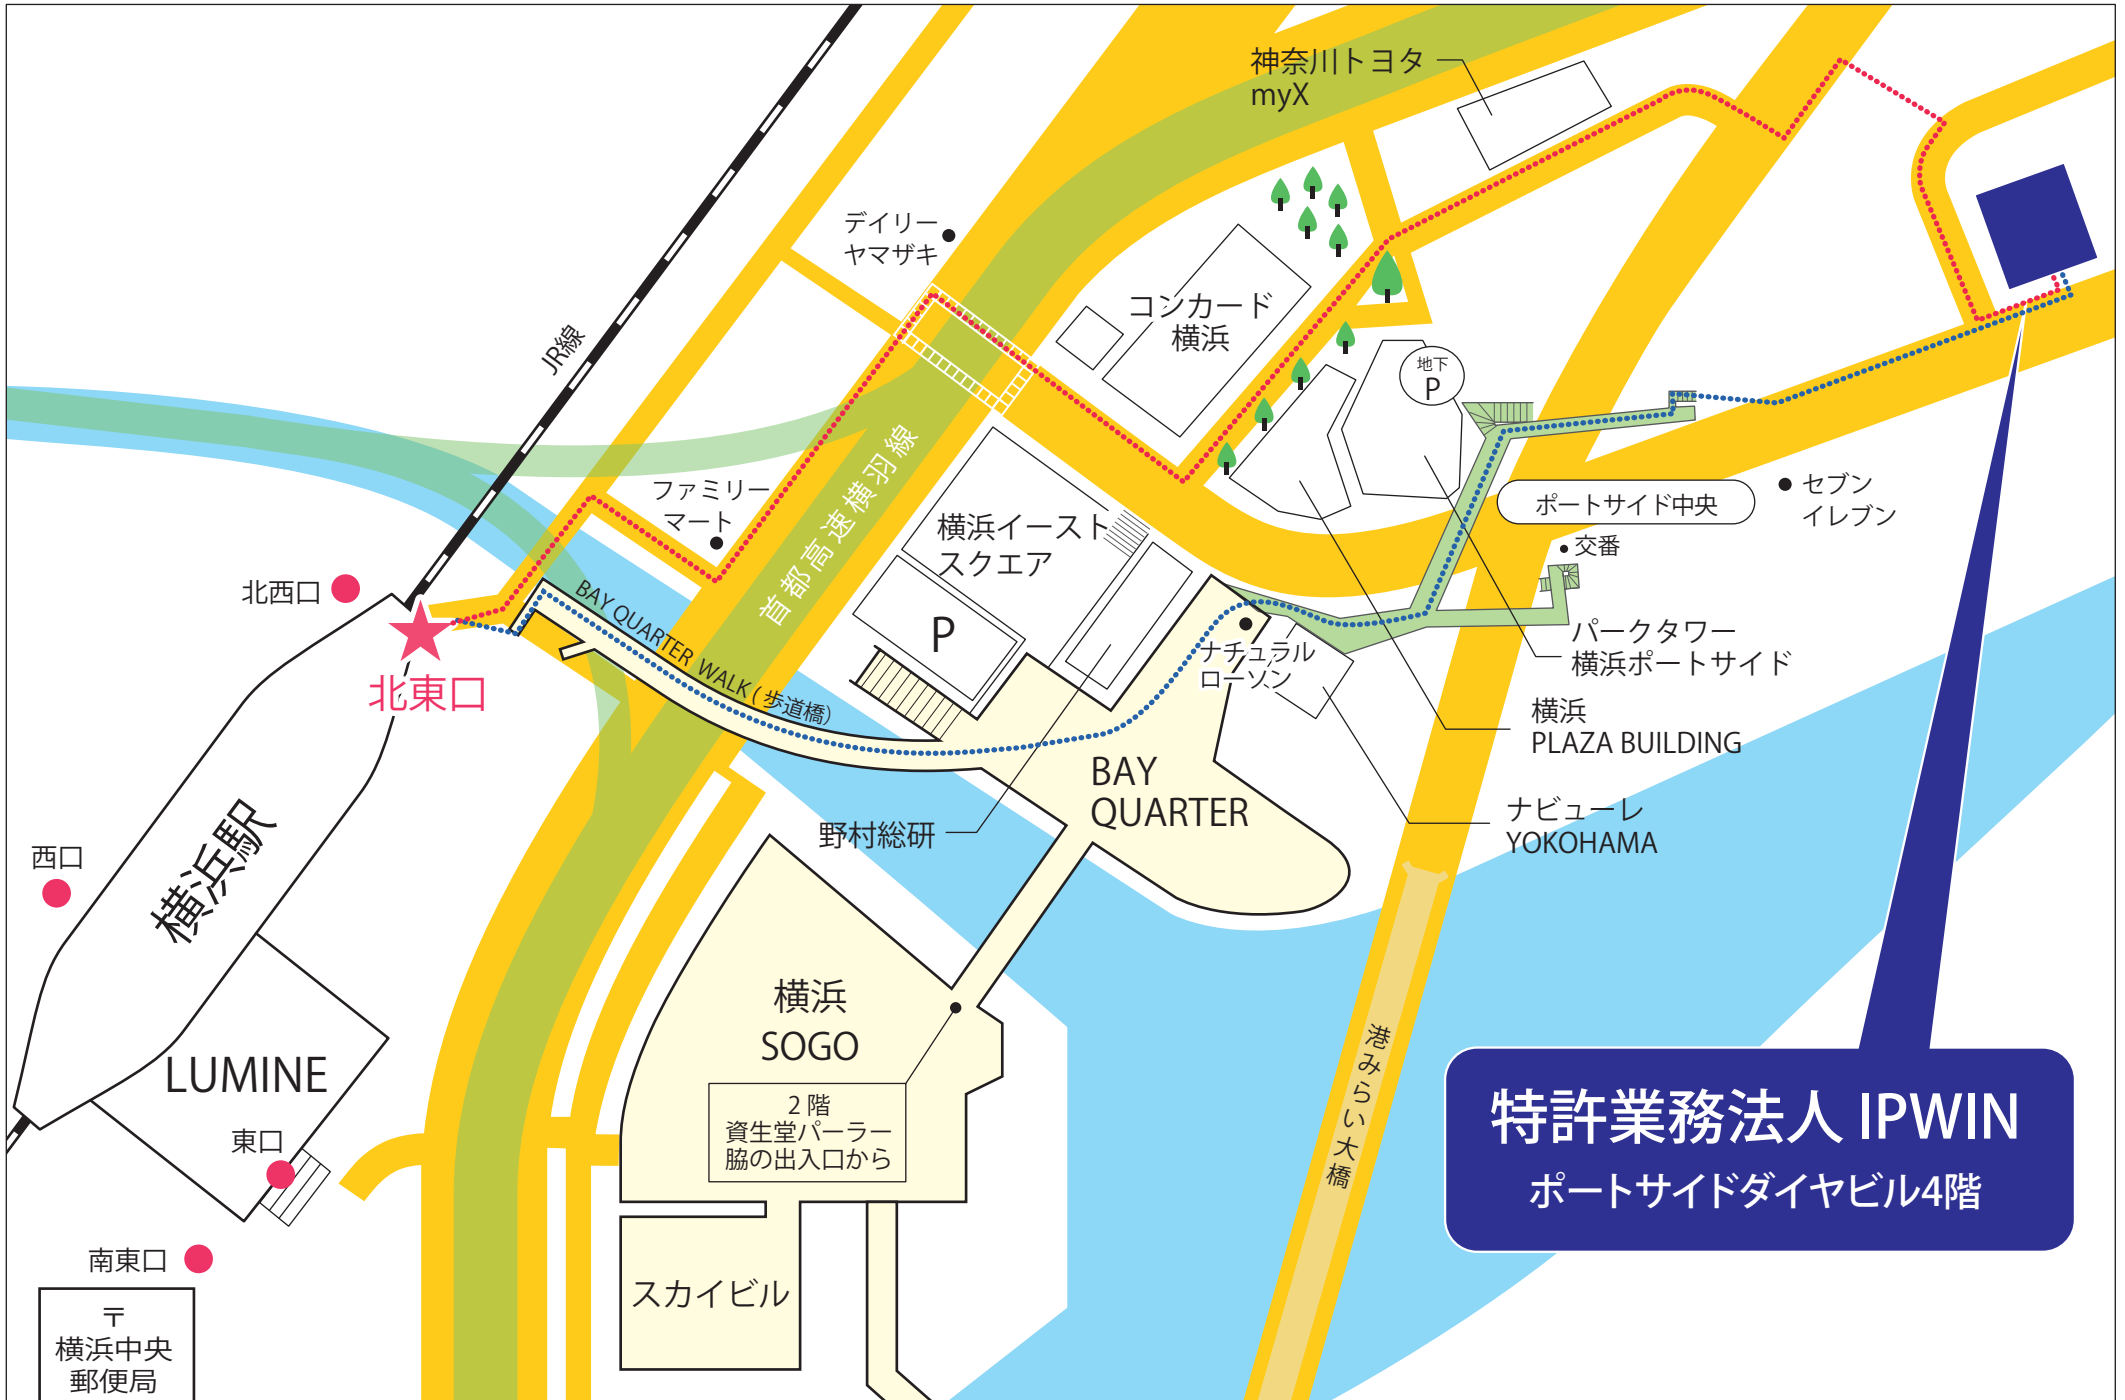 神奈川トヨタ
myX
デイリー
ヤマザキ
コンカード
横浜
JR線
地下
P
首都高速横羽線
ファミリー
マート
横浜イースト
スクエア
ポートサイド中央
セブン
イレブン
交番
北西口
BAY QUARTER WALK(歩道橋)
P
ナチュラル
ローソン
パークタワー
横浜ポートサイド
北東口
横浜
PLAZA BUILDING
BAY
QUARTER
野村総研
ナビューレ
YOKOHAMA
西口
横浜駅
横浜
SOGO
LUMINE
港みらい大橋
2階
資生堂パーラー
脇の出入口から
東口
特許業務法人 IPWIN
ポートサイドダイヤビル4階
南東口
スカイビル
〒
横浜中央
郵便局